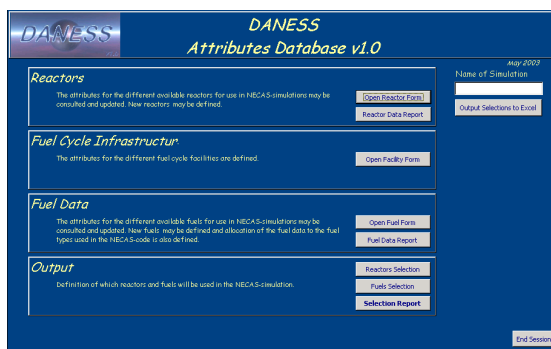 DANESS
DANESS
Attributes Database v1.0
May 2003
Reactors
The attributes for the different available reactors for use in NECAS-simulations may be
consulted and updated. New reactors may be defined.
Open Reactor Form
Reactor Data Report
Name of Simulation
Output Selections to Excel
Fuel Cycle Infrastructur
The attributes for the different fuel cycle facilities are defined.
Open Facility Form
Fuel Data
The attributes for the different available fuels for use in NECAS-simulations may be
consulted and updated. New fuels may be defined and allocation of the fuel data to the fuel
types used in the NECAS-code is also defined.
Open Fuel Form
Fuel Data Report
Output
Definition of which reactors and fuels will be used in the NECAS-simulation.
Reactors Selection
Fuels Selection
Selection Report
End Session